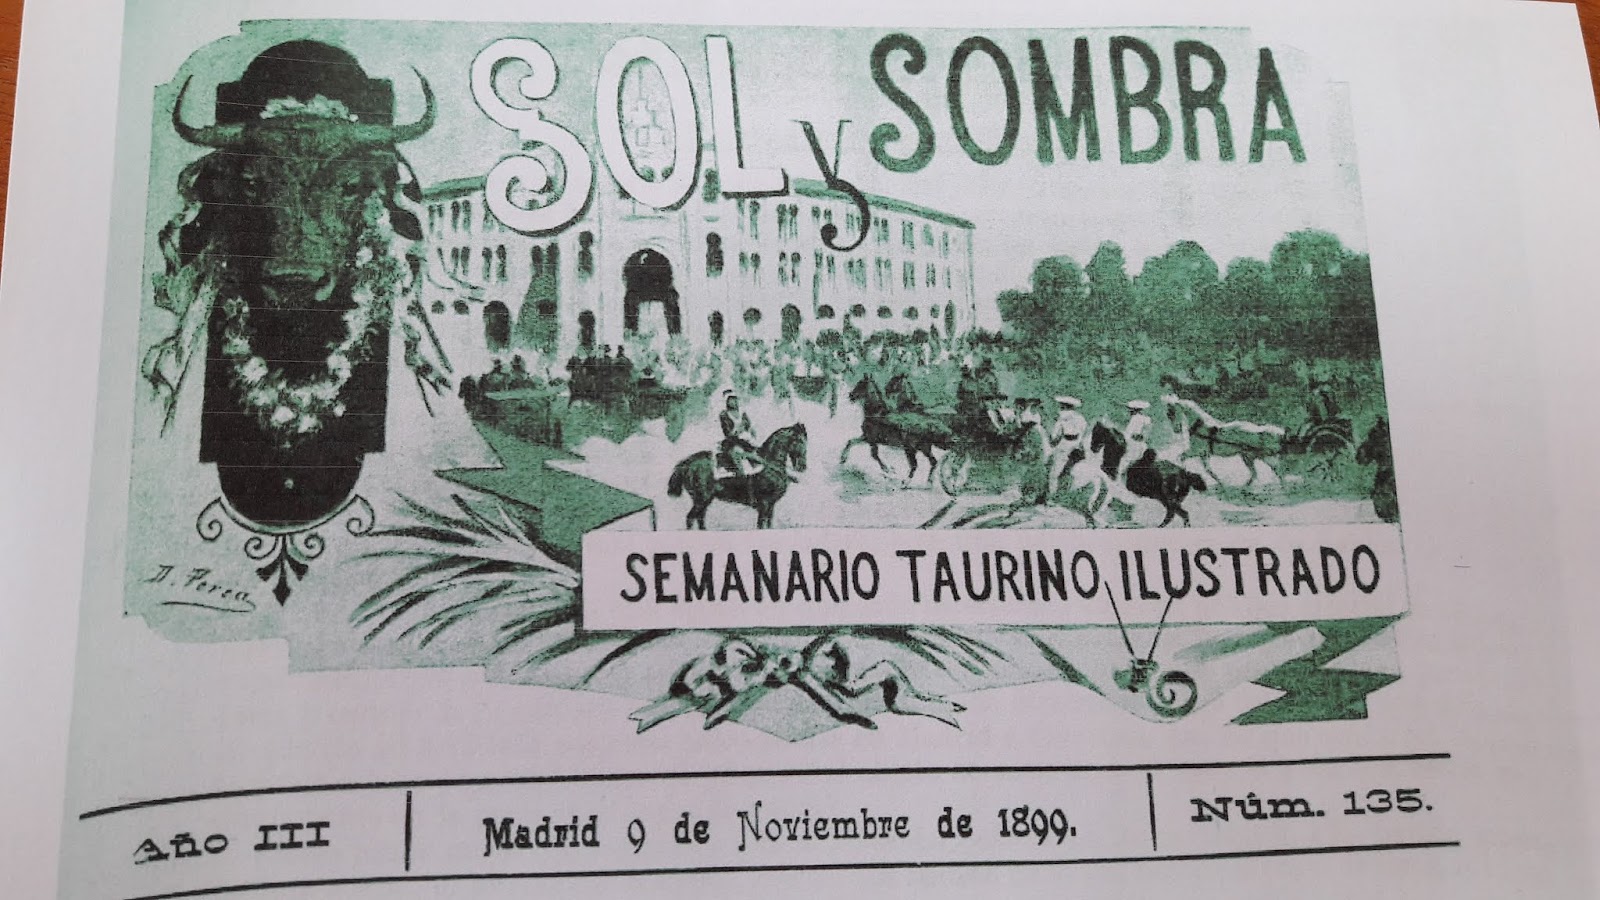 SOL y SOMBRA
D. Perea
SEMANARIO TAURINO ILUSTRADO
Año III
Madrid 9 de Noviembre de 1899.
Núm. 135.